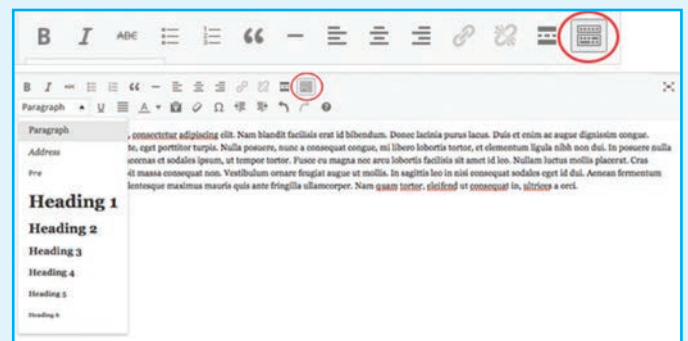 B I ABC “
B I ABC “
Paragraph U A Ω
Paragraph
Address
Pre
Heading 1
Heading 2
Heading 3
Heading 4
Heading 5
Heading 6
, consectetur adipiscing elit. Nam blandit facilisis erat id bibendum. Donec lacinia purus lacus. Duis et enim ac augue dignissim congue.
te, eget porttitor turpis. Nulla posuere, nunc a consequat congue, mi libero lobortis tortor, et elementum ligula nibh non dui. In posuere nulla
et sodales ipsum, ut tempor tortor. Fusce eu magna nec arcu lobortis facilisis sit amet id leo. Nullam luctus mollis placerat. Cras
massa consequat non. Vestibulum ornare feugiat augue ut mollis. In sagittis leo in nisi consequat sodales eget id dui. Aenean fermentum
maximus mauris quis ante fringilla ullamcorper. Nam quam tortor, eleifend ut consequat in, ultrices a orci.